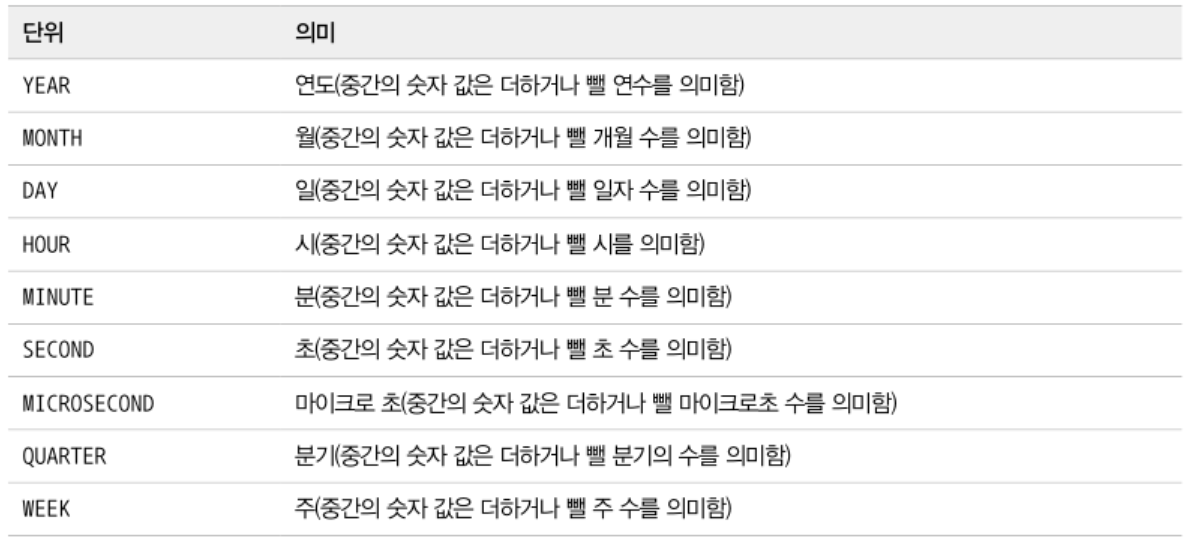 단위 의미
YEAR 연도(중간의 숫자 값은 더하거나 뺄 연수를 의미함)
MONTH 월(중간의 숫자 값은 더하거나 뺄 개월 수를 의미함)
DAY 일(중간의 숫자 값은 더하거나 뺄 일자 수를 의미함)
HOUR 시(중간의 숫자 값은 더하거나 뺄 시를 의미함)
MINUTE 분(중간의 숫자 값은 더하거나 뺄 분 수를 의미함)
SECOND 초(중간의 숫자 값은 더하거나 뺄 초 수를 의미함)
MICROSECOND 마이크로 초(중간의 숫자 값은 더하거나 뺄 마이크로초 수를 의미함)
QUARTER 분기(중간의 숫자 값은 더하거나 뺄 분기의 수를 의미함)
WEEK 주(중간의 숫자 값은 더하거나 뺄 주 수를 의미함)